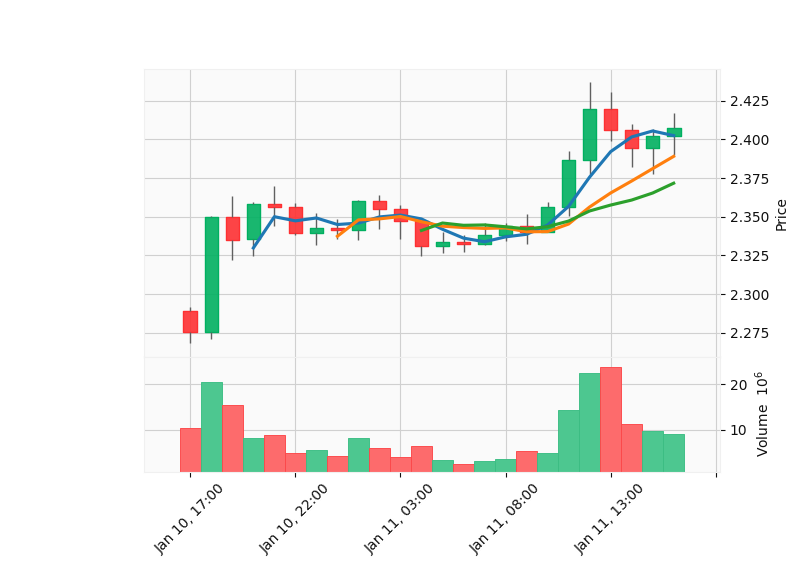 2.425
2.400
2.375
2.350
2.325
2.300
2.275
Price
20
10
Volume 10⁶
Jan 10, 17:00
Jan 10, 22:00
Jan 11, 03:00
Jan 11, 08:00
Jan 11, 13:00